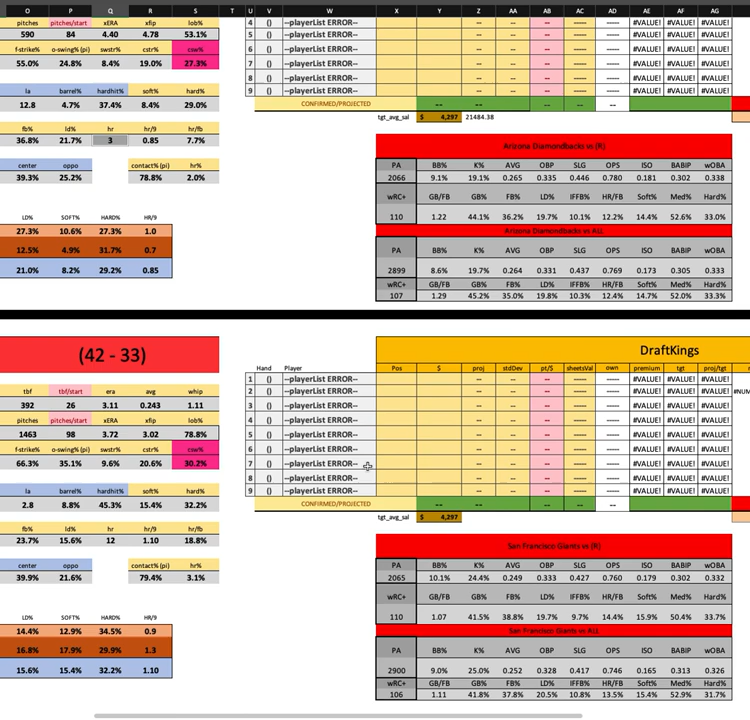 O P Q R S T U V W X Y Z AA AB AC AD AE AF AG
pitches pitches/start xERA xfip lob% 4 () --playerList ERROR-- -- -- -- ----- ----- #VALUE! #VALUE! #VALUE!
590 84 4.40 4.78 53.1% 5 () --playerList ERROR-- -- -- -- ----- ----- #VALUE! #VALUE! #VALUE!
f-strike% o-swing% (pi) swstr% cstr% csw% 6 () --playerList ERROR-- -- -- -- ----- ----- #VALUE! #VALUE! #VALUE!
55.0% 24.8% 8.4% 19.0% 27.3% 7 () --playerList ERROR-- -- -- -- ----- ----- #VALUE! #VALUE! #VALUE!
8 () --playerList ERROR-- -- -- -- ----- ----- #VALUE! #VALUE! #VALUE!
la barrel% hardhit% soft% hard% 9 () --playerList ERROR-- -- -- -- ----- ----- #VALUE! #VALUE! #VALUE!
12.8 4.7% 37.4% 8.4% 29.0% CONFIRMED/PROJECTED -- -- -- -- --
tgt_avg_sal $ 4,297 21484.38
fb% ld% hr hr/9 hr/fb
36.8% 21.7% 3 0.85 7.7% Arizona Diamondbacks vs (R)
center oppo contact% (pi) hr% PA BB% K% AVG OBP SLG OPS ISO BABIP wOBA
39.3% 25.2% 78.8% 2.0% 2066 9.1% 19.1% 0.265 0.335 0.446 0.780 0.181 0.302 0.338
wRC+ GB/FB GB% FB% LD% IFFB% HR/FB Soft% Med% Hard%
LD% SOFT% HARD% HR/9 110 1.22 44.1% 36.2% 19.7% 10.1% 12.2% 14.4% 52.6% 33.0%
27.3% 10.6% 27.3% 1.0 Arizona Diamondbacks vs ALL
12.5% 4.9% 31.7% 0.7 PA BB% K% AVG OBP SLG OPS ISO BABIP wOBA
21.0% 8.2% 29.2% 0.85 2899 8.6% 19.7% 0.264 0.331 0.437 0.769 0.173 0.305 0.333
wRC+ GB/FB GB% FB% LD% IFFB% HR/FB Soft% Med% Hard%
107 1.29 45.2% 35.0% 19.8% 10.3% 12.4% 14.7% 52.0% 33.3%
(42 - 33) DraftKings
Hand Player Pos $ proj stdDev pt/$ sheetsVal own premium tgt proj/tgt
tbf tbf/start era avg whip 1 () --playerList ERROR-- -- -- -- ----- ----- #VALUE! #VALUE! #VALUE!
392 26 3.11 0.243 1.11 2 () --playerList ERROR-- -- -- -- ----- ----- #VALUE! #VALUE! #VALUE! #NUM
pitches pitches/start xERA xfip lob% 3 () --playerList ERROR-- -- -- -- ----- ----- #VALUE! #VALUE! #VALUE!
1463 98 3.72 3.02 78.8% 4 () --playerList ERROR-- -- -- -- ----- ----- #VALUE! #VALUE! #VALUE!
f-strike% o-swing% (pi) swstr% cstr% csw% 5 () --playerList ERROR-- -- -- -- ----- ----- #VALUE! #VALUE! #VALUE!
66.3% 35.1% 9.6% 20.6% 30.2% 6 () --playerList ERROR-- -- -- -- ----- ----- #VALUE! #VALUE! #VALUE!
7 () --playerList ERROR-- -- -- -- ----- ----- #VALUE! #VALUE! #VALUE!
la barrel% hardhit% soft% hard% 8 () --playerList ERROR-- -- -- -- ----- ----- #VALUE! #VALUE! #VALUE!
2.8 8.8% 45.3% 15.4% 32.2% 9 () --playerList ERROR-- -- -- -- ----- ----- #VALUE! #VALUE! #VALUE!
CONFIRMED/PROJECTED -- -- -- -- --
fb% ld% hr hr/9 hr/fb tgt_avg_sal $ 4,297
23.7% 15.6% 12 1.10 18.8%
San Francisco Giants vs (R)
center oppo contact% (pi) hr% PA BB% K% AVG OBP SLG OPS ISO BABIP wOBA
39.9% 21.6% 79.4% 3.1% 2065 10.1% 24.4% 0.249 0.333 0.427 0.760 0.179 0.302 0.332
wRC+ GB/FB GB% FB% LD% IFFB% HR/FB Soft% Med% Hard%
LD% SOFT% HARD% HR/9 110 1.07 41.5% 38.8% 19.7% 9.7% 14.4% 15.9% 50.4% 33.7%
14.4% 12.9% 34.5% 0.9 San Francisco Giants vs ALL
16.8% 17.9% 29.9% 1.3 PA BB% K% AVG OBP SLG OPS ISO BABIP wOBA
15.6% 15.4% 32.2% 1.10 2900 9.0% 25.0% 0.252 0.328 0.417 0.746 0.165 0.313 0.326
wRC+ GB/FB GB% FB% LD% IFFB% HR/FB Soft% Med% Hard%
106 1.11 41.8% 37.8% 20.5% 10.8% 13.5% 15.4% 52.9% 31.7%